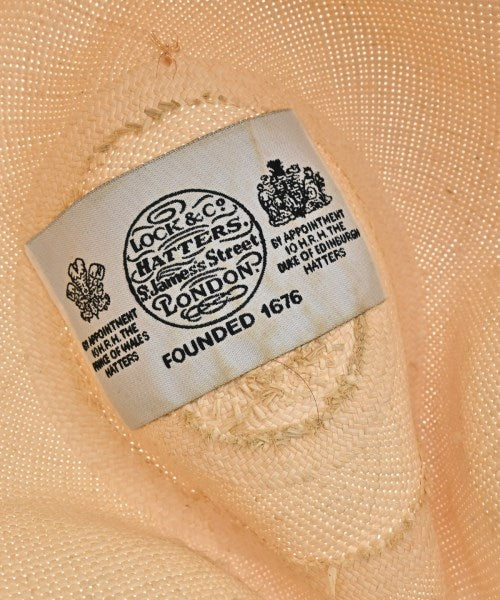 LOCK & Co
HATTERS.
St. James's Street
LONDON
FOUNDED 1676
BY APPOINTMENT
TO H.R.H. THE
PRINCE OF WALES
HATTERS
BY APPOINTMENT
TO H.R.H. THE
DUKE OF EDINBURGH
HATTERS